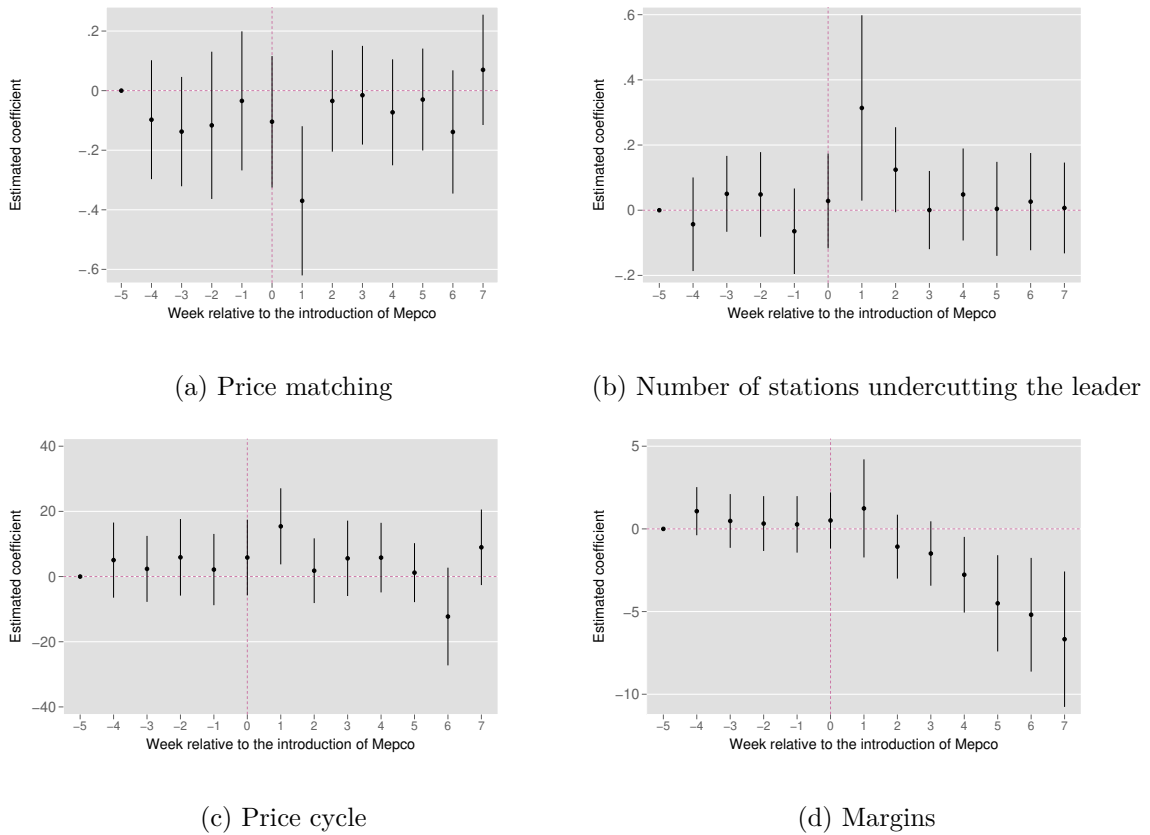 Estimated coefficient
.2
0
−.2
−.4
−.6
−5 −4 −3 −2 −1 0 1 2 3 4 5 6 7
Week relative to the introduction of Mepco
(a) Price matching
Estimated coefficient
.6
.4
.2
0
−.2
−5 −4 −3 −2 −1 0 1 2 3 4 5 6 7
Week relative to the introduction of Mepco
(b) Number of stations undercutting the leader
Estimated coefficient
40
20
0
−20
−40
−5 −4 −3 −2 −1 0 1 2 3 4 5 6 7
Week relative to the introduction of Mepco
(c) Price cycle
Estimated coefficient
5
0
−5
−10
−5 −4 −3 −2 −1 0 1 2 3 4 5 6 7
Week relative to the introduction of Mepco
(d) Margins